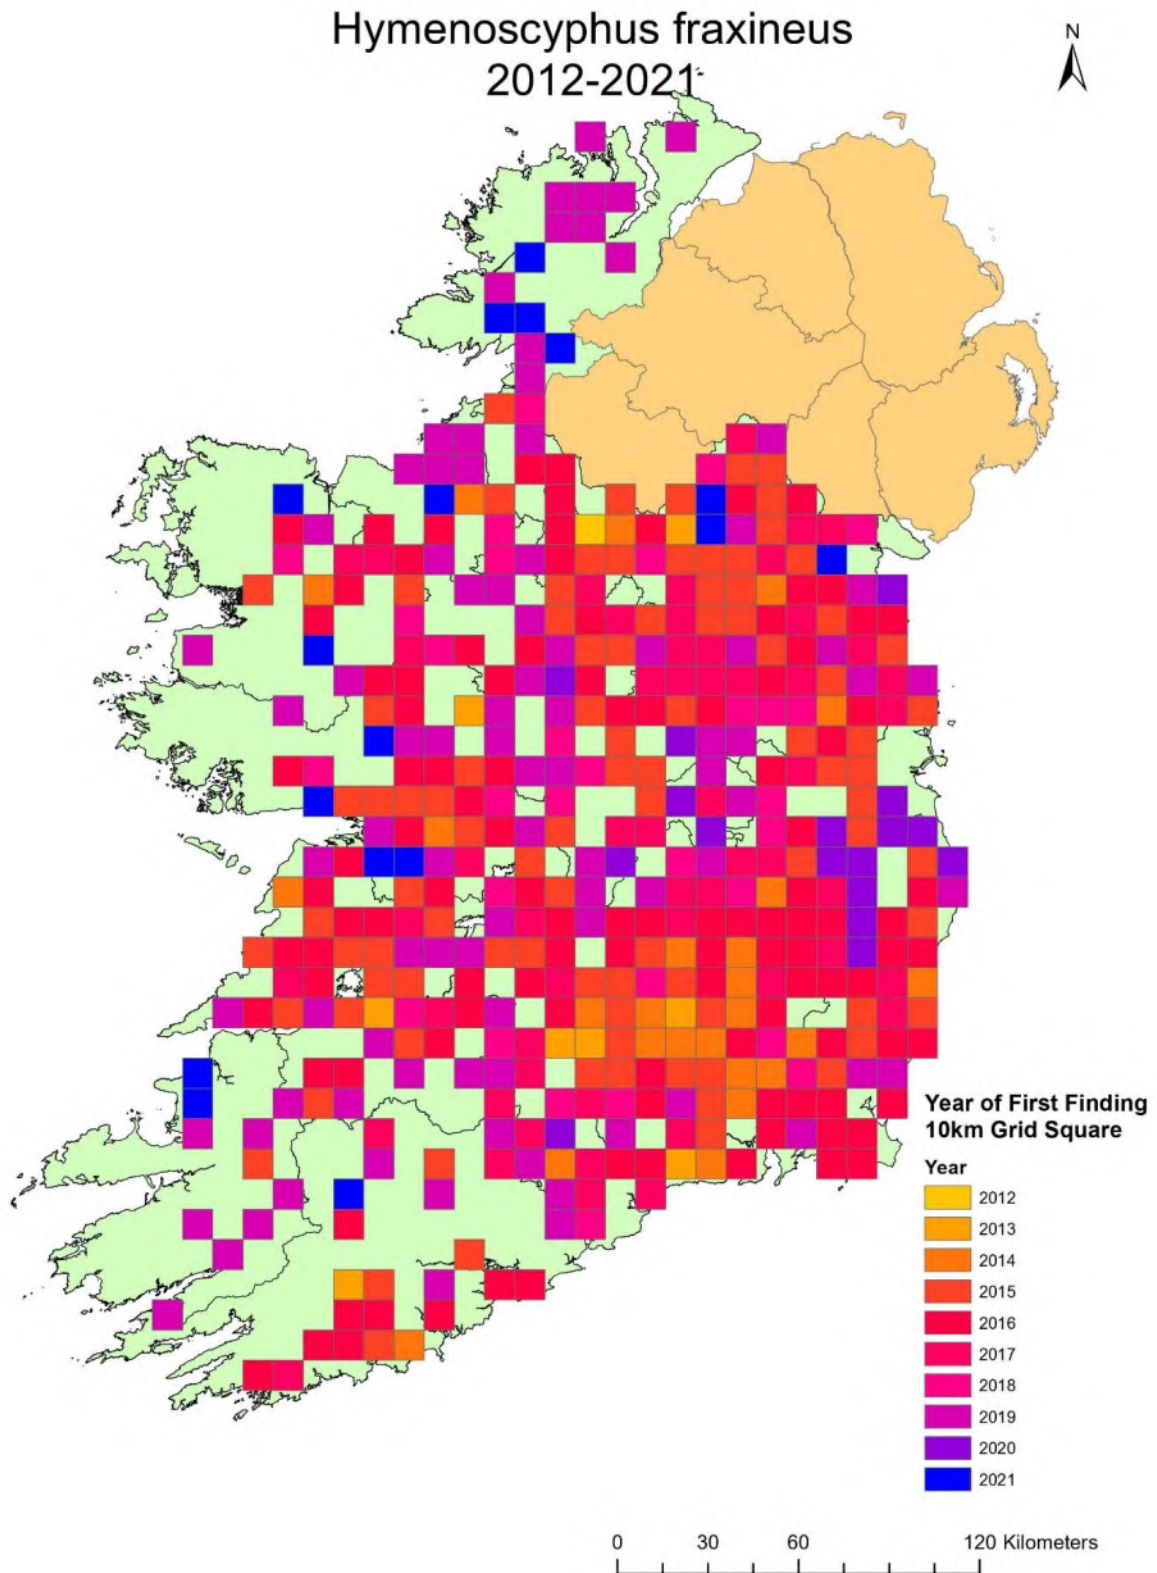 Hymenoscyphus fraxineus
2012-2021
N
Year of First Finding
10km Grid Square
Year
2012
2013
2014
2015
2016
2017
2018
2019
2020
2021
0 30 60 120 Kilometers